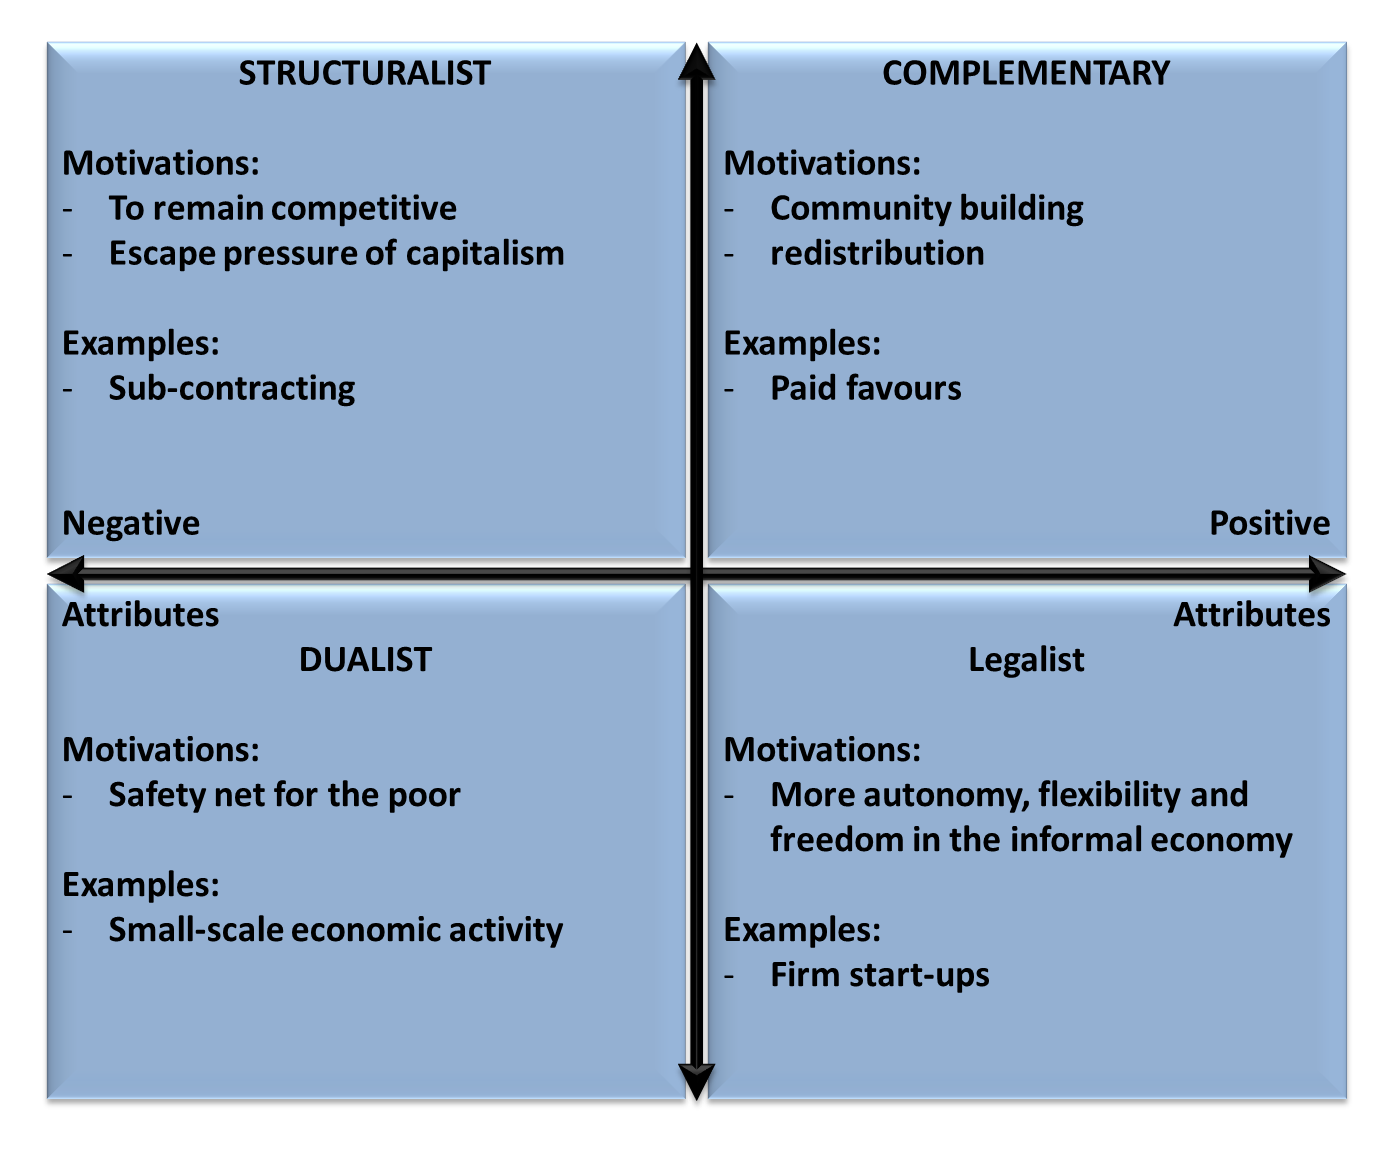 STRUCTURALIST
Motivations:
- To remain competitive
- Escape pressure of capitalism
Examples:
- Sub-contracting
Negative
COMPLEMENTARY
Motivations:
- Community building
- redistribution
Examples:
- Paid favours
Positive
Attributes
DUALIST
Motivations:
- Safety net for the poor
Examples:
- Small-scale economic activity
Attributes
Legalist
Motivations:
- More autonomy, flexibility and
freedom in the informal economy
Examples:
- Firm start-ups